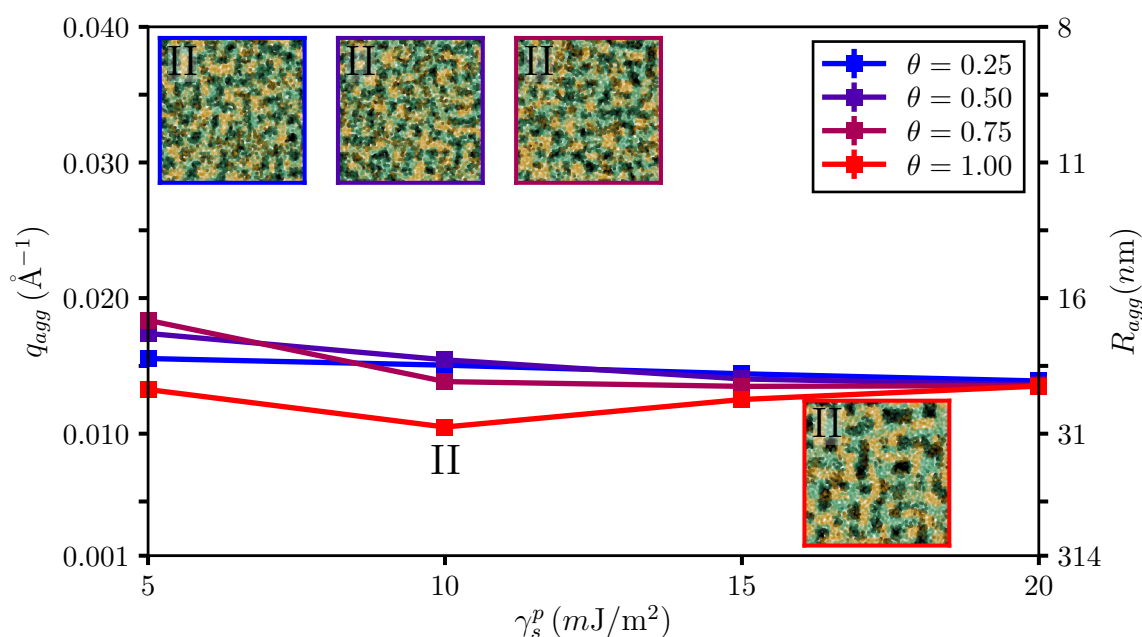 0.040
0.030
0.020
0.010
0.001
q_agg (Å⁻¹)
II
II
II
θ = 0.25
θ = 0.50
θ = 0.75
θ = 1.00
II
II
8
11
16
31
314
R_agg (nm)
5
10
15
20
γ_s^p (mJ/m²)